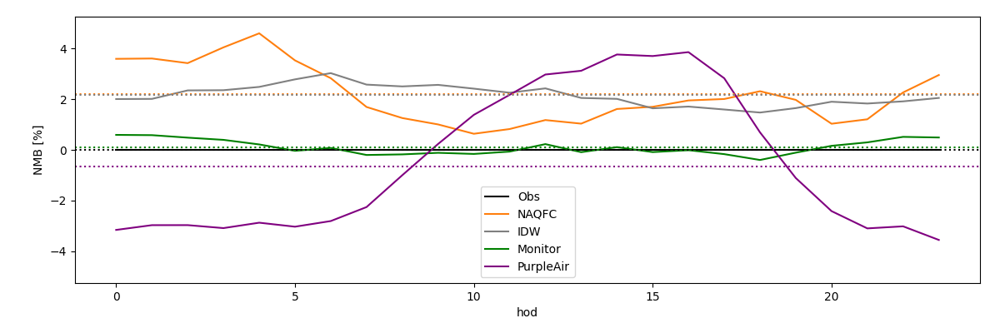 NMB [%]
4
2
0
−2
−4
0
5
10
15
20
hod
Obs
NAQFC
IDW
Monitor
PurpleAir